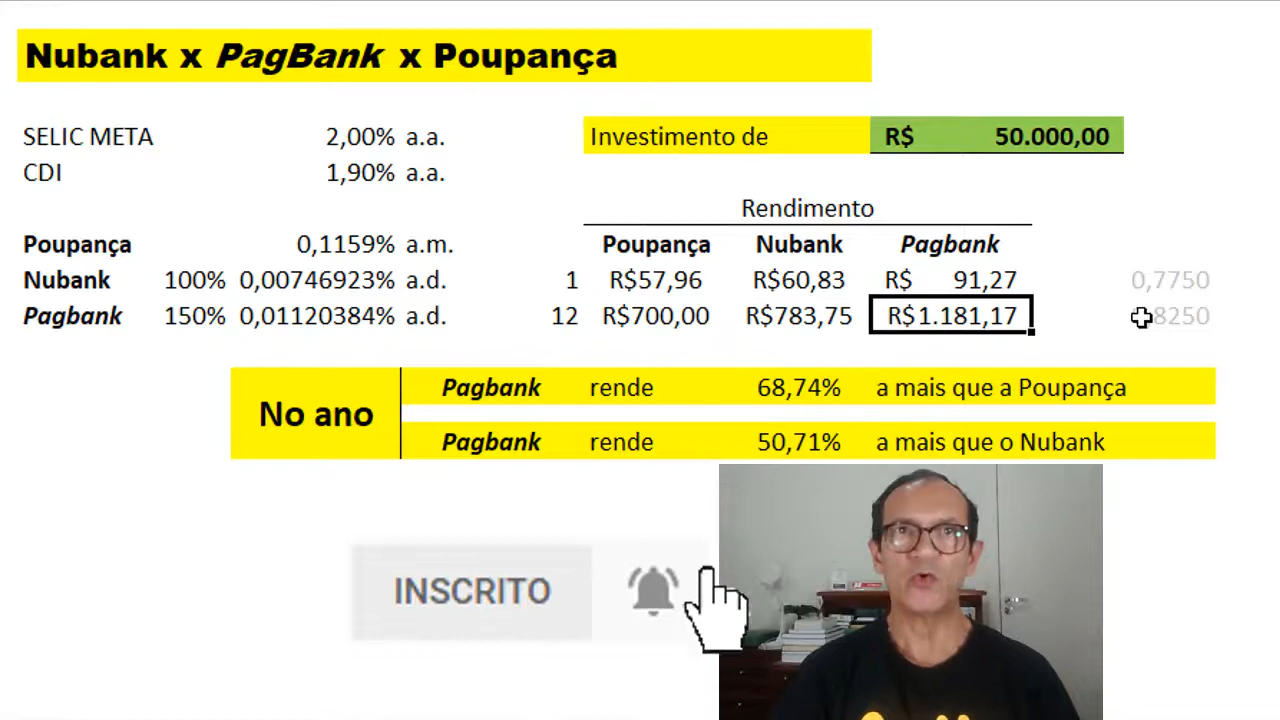 Nubank x PagBank x Poupança
SELIC META 2,00% a.a. Investimento de R$ 50.000,00
CDI 1,90% a.a.
Rendimento
Poupança 0,1159% a.m. Poupança Nubank Pagbank
Nubank 100% 0,00746923% a.d. 1 R$57,96 R$60,83 R$ 91,27 0,7750
Pagbank 150% 0,01120384% a.d. 12 R$700,00 R$783,75 R$1.181,17 8250
No ano
Pagbank rende 68,74% a mais que a Poupança
Pagbank rende 50,71% a mais que o Nubank
INSCRITO